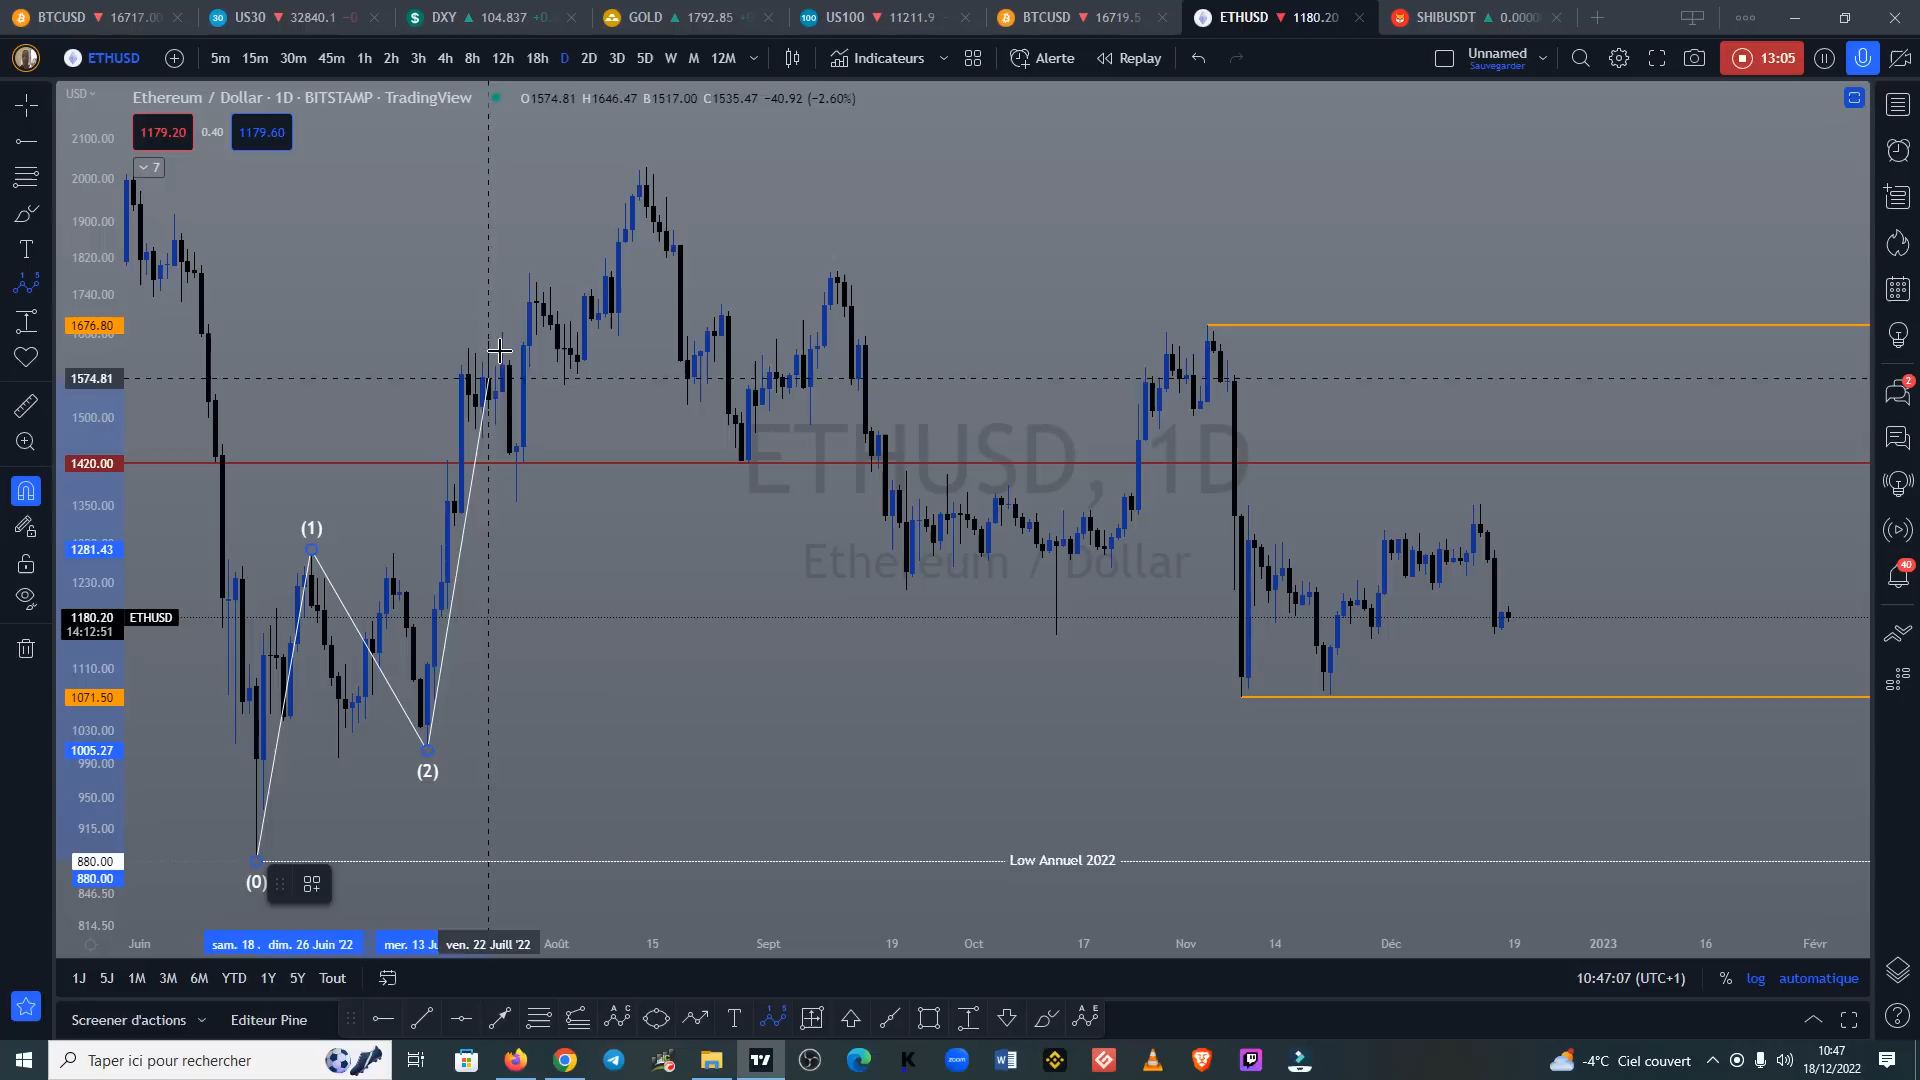 BTCUSD ▼ 16717.0
30 US30 ▼ 32840.1 −0
$ DXY ▲ 104.837 +0.
GOLD ▲ 1792.85
100 US100 ▼ 11211.9
BTCUSD ▼ 16719.5
ETHUSD ▼ 1180.20
SHIBUSDT ▲ 0.0000
ETHUSD 5m 15m 30m 45m 1h 2h 3h 4h 8h 12h 18h D 2D 3D 5D W M 12M Indicateurs Alerte Replay Unnamed 13:05
Sauvegarder
USD
Ethereum / Dollar · 1D · BITSTAMP · TradingView O1574.81 H1646.47 B1517.00 C1535.47 −40.92 (−2.60%)
1179.20 0.40 1179.60
7
2100.00
2000.00
1900.00
1820.00
1740.00
1676.80
1574.81
1500.00
1420.00
1350.00
1281.43
1230.00
1180.20 ETHUSD
14:12:51
1110.00
1071.50
1030.00
1005.27
990.00
950.00
915.00
880.00
880.00
846.50
814.50
(1)
(2)
(0)
ETHUSD, 1D
Ethereum / Dollar
Low Annuel 2022
2
40
Juin sam. 18 . dim. 26 Juin '22 mer. 13 Ju ven. 22 Juill '22 Août 15 Sept 19 Oct 17 Nov 14 Déc 19 2023 16 Févr
1J 5J 1M 3M 6M YTD 1Y 5Y Tout 10:47:07 (UTC+1) % log automatique
Screener d'actions Editeur Pine
Taper ici pour rechercher
-4°C Ciel couvert
10:47
18/12/2022